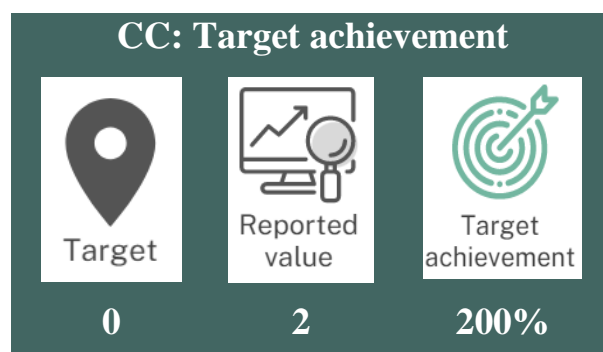 CC: Target achievement
Target
Reported
value
Target
achievement
0
2
200%